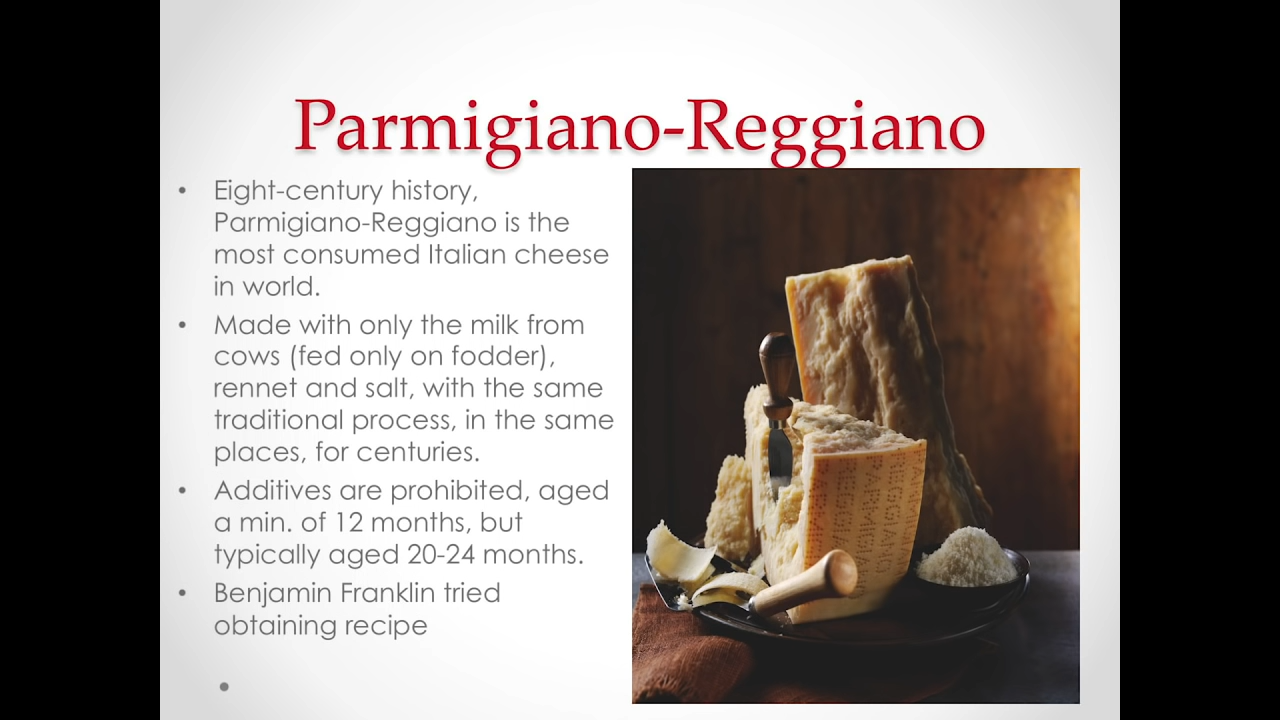 Parmigiano-Reggiano
• Eight-century history,
Parmigiano-Reggiano is the
most consumed Italian cheese
in world.
• Made with only the milk from
cows (fed only on fodder),
rennet and salt, with the same
traditional process, in the same
places, for centuries.
• Additives are prohibited, aged
a min. of 12 months, but
typically aged 20-24 months.
• Benjamin Franklin tried
obtaining recipe
•